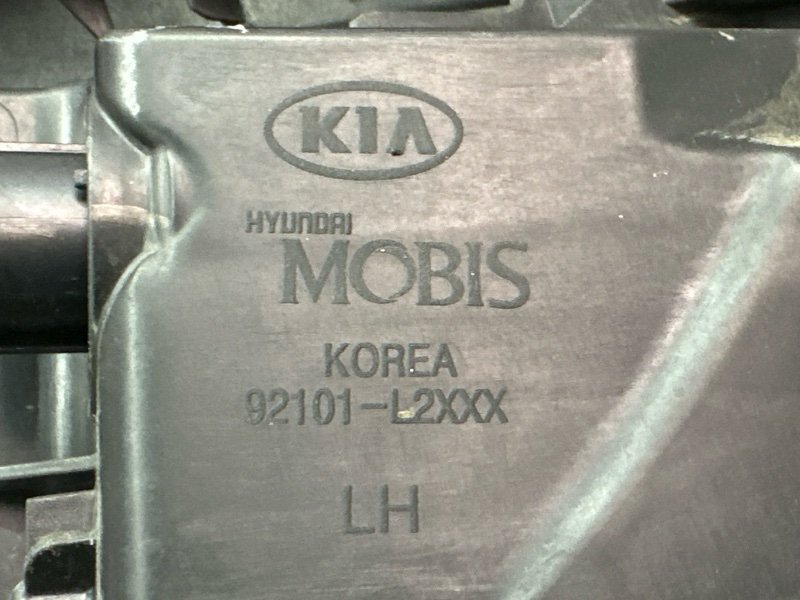 KIA
HYUNDAI
MOBIS
KOREA
92101-L2XXX
LH